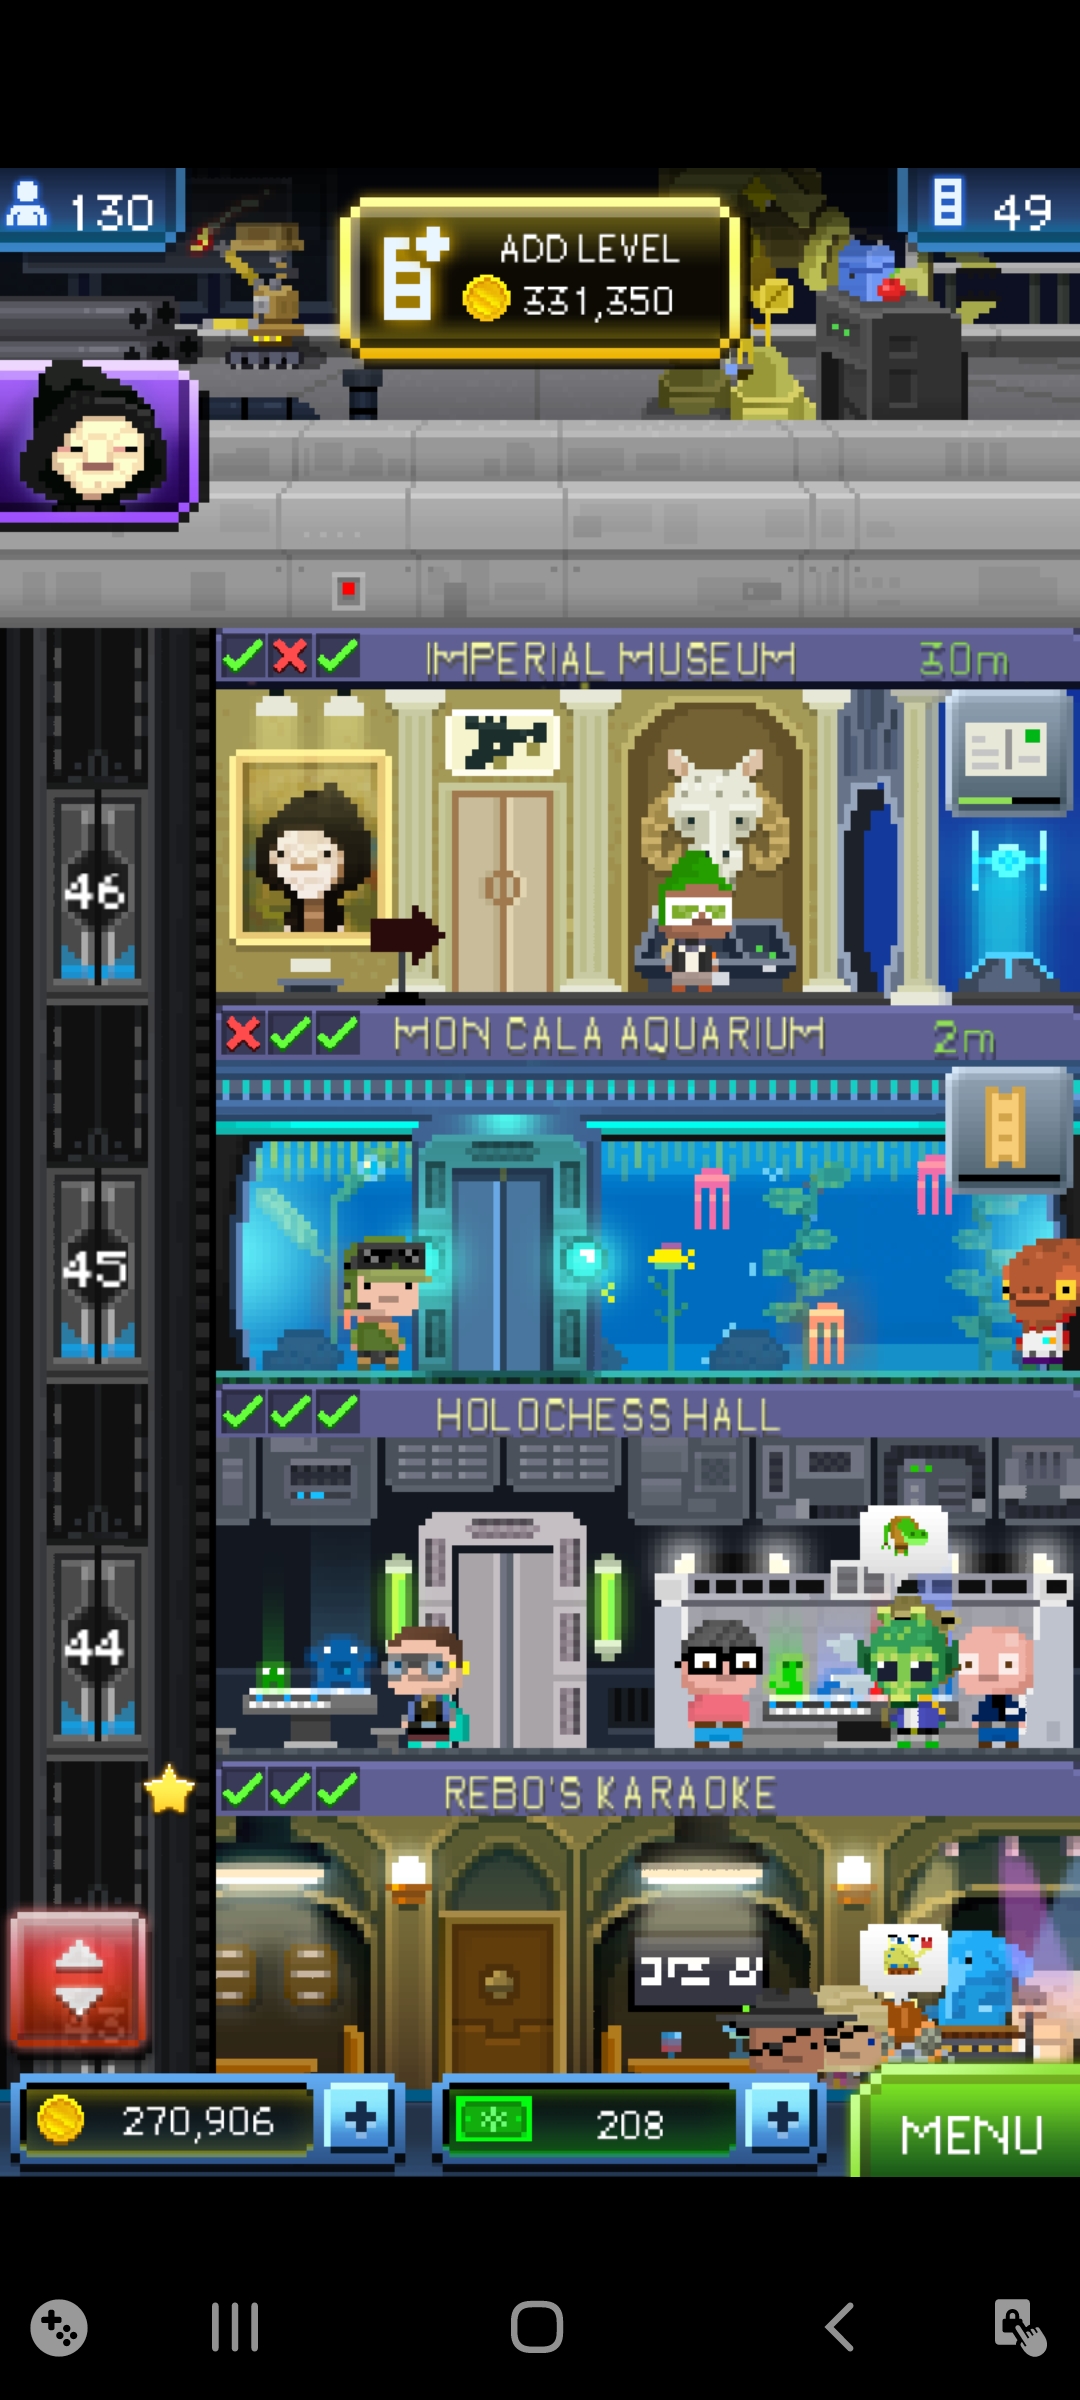 130
ADD LEVEL
331,350
49
IMPERIAL MUSEUM 30m
46
MON CALA AQUARIUM 2m
45
HOLOCHESS HALL
44
REBO'S KARAOKE
43
270,906
208
MENU